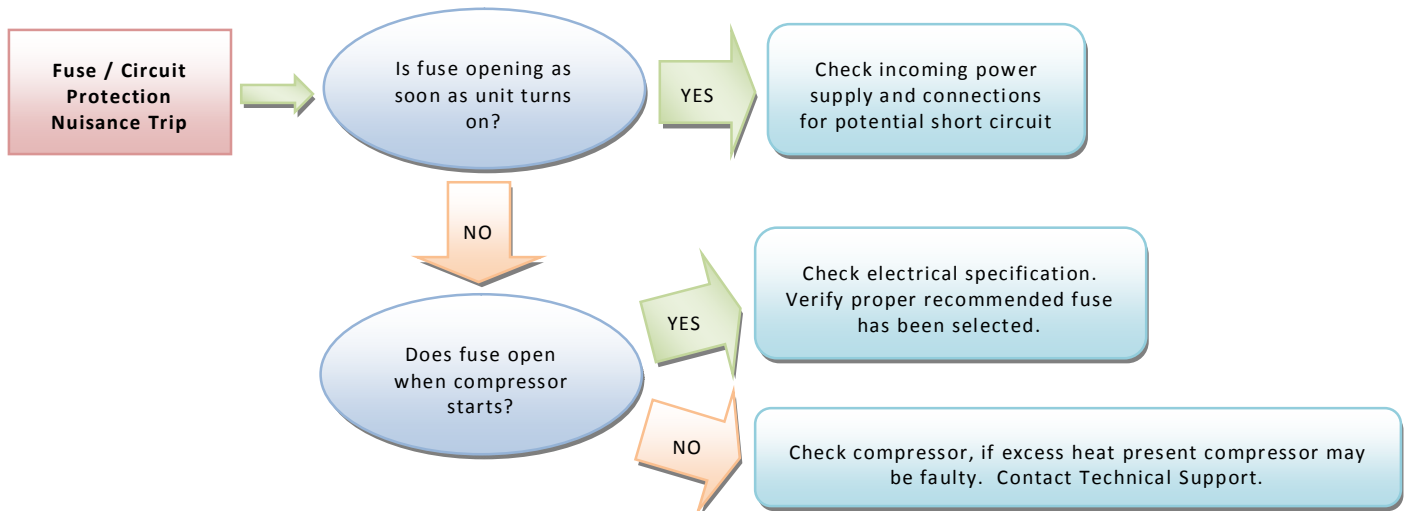 Fuse / Circuit
Protection
Nuisance Trip
Is fuse opening as
soon as unit turns
on?
YES
Check incoming power
supply and connections
for potential short circuit
NO
Does fuse open
when compressor
starts?
YES
Check electrical specification.
Verify proper recommended fuse
has been selected.
NO
Check compressor, if excess heat present compressor may
be faulty. Contact Technical Support.